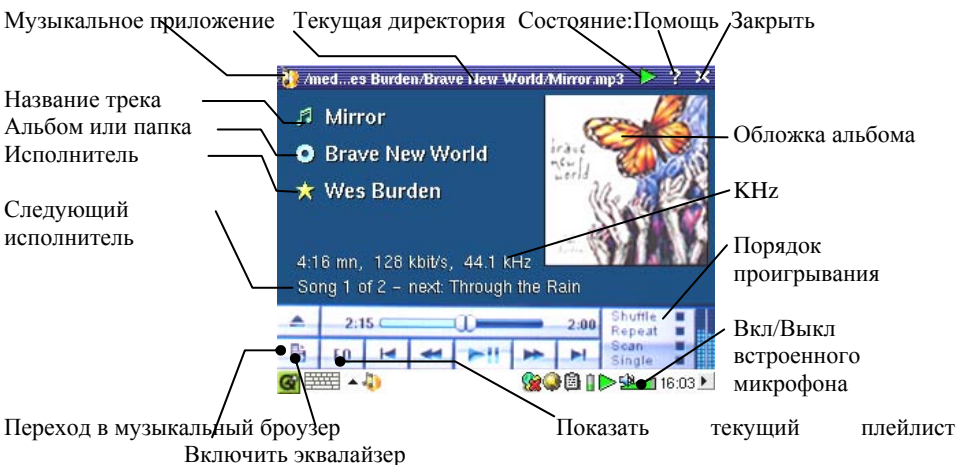 Музыкальное приложение Текущая директория Состояние:Помощь Закрыть
/med...es Burden/Brave New World/Mirror.mp3 ?
Название трека
Альбом или папка
Исполнитель
Следующий
исполнитель
Mirror
Brave New World
Wes Burden
brave
new
world
4:16 mn, 128 kbit/s, 44.1 kHz
Song 1 of 2 – next: Through the Rain
2:15 2:00
Shuffle
Repeat
Scan
Single
16:03
Обложка альбома
KHz
Порядок
проигрывания
Вкл/Выкл
встроенного
микрофона
Переход в музыкальный броузер Показать текущий плейлист
Включить эквалайзер